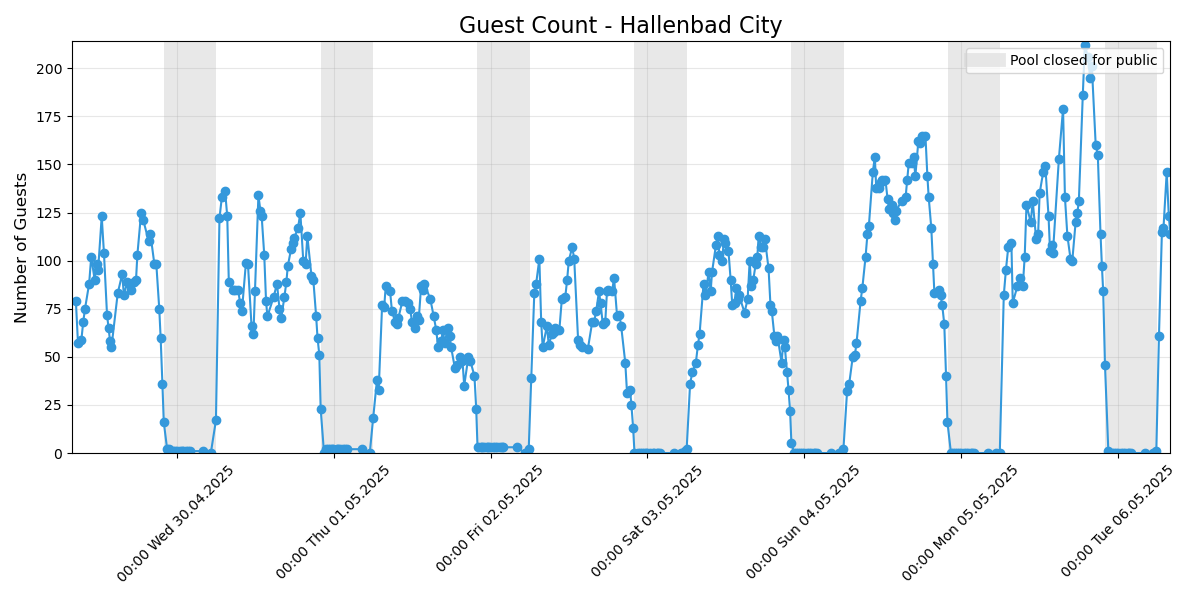 Guest Count - Hallenbad City
Pool closed for public
Number of Guests
200
175
150
125
100
75
50
25
0
00:00 Wed 30.04.2025
00:00 Thu 01.05.2025
00:00 Fri 02.05.2025
00:00 Sat 03.05.2025
00:00 Sun 04.05.2025
00:00 Mon 05.05.2025
00:00 Tue 06.05.2025